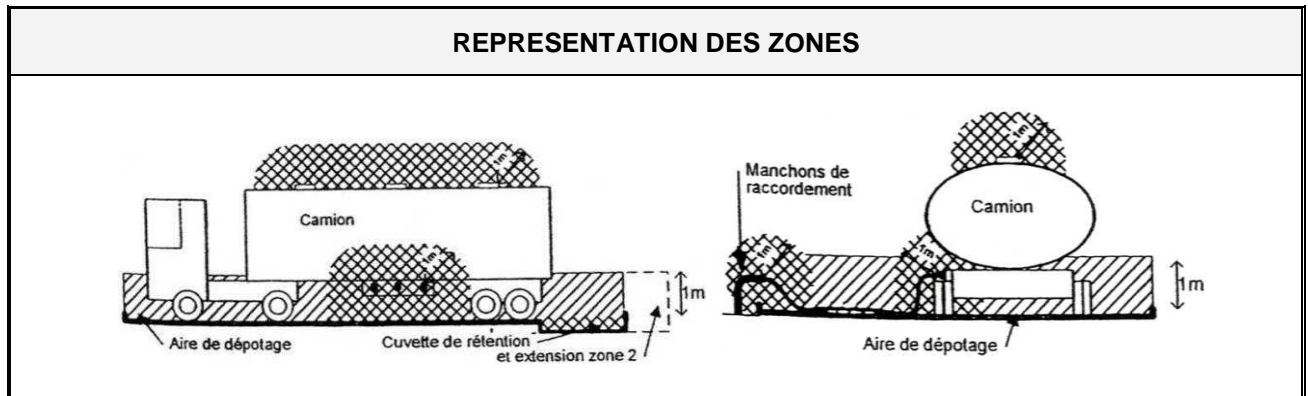 REPRESENTATION DES ZONES
1m
Camion
1m
1m
Aire de dépotage
Cuvette de rétention
et extension zone 2
Manchons de
raccordement
1m
Camion
1m
1m
1m
Aire de dépotage